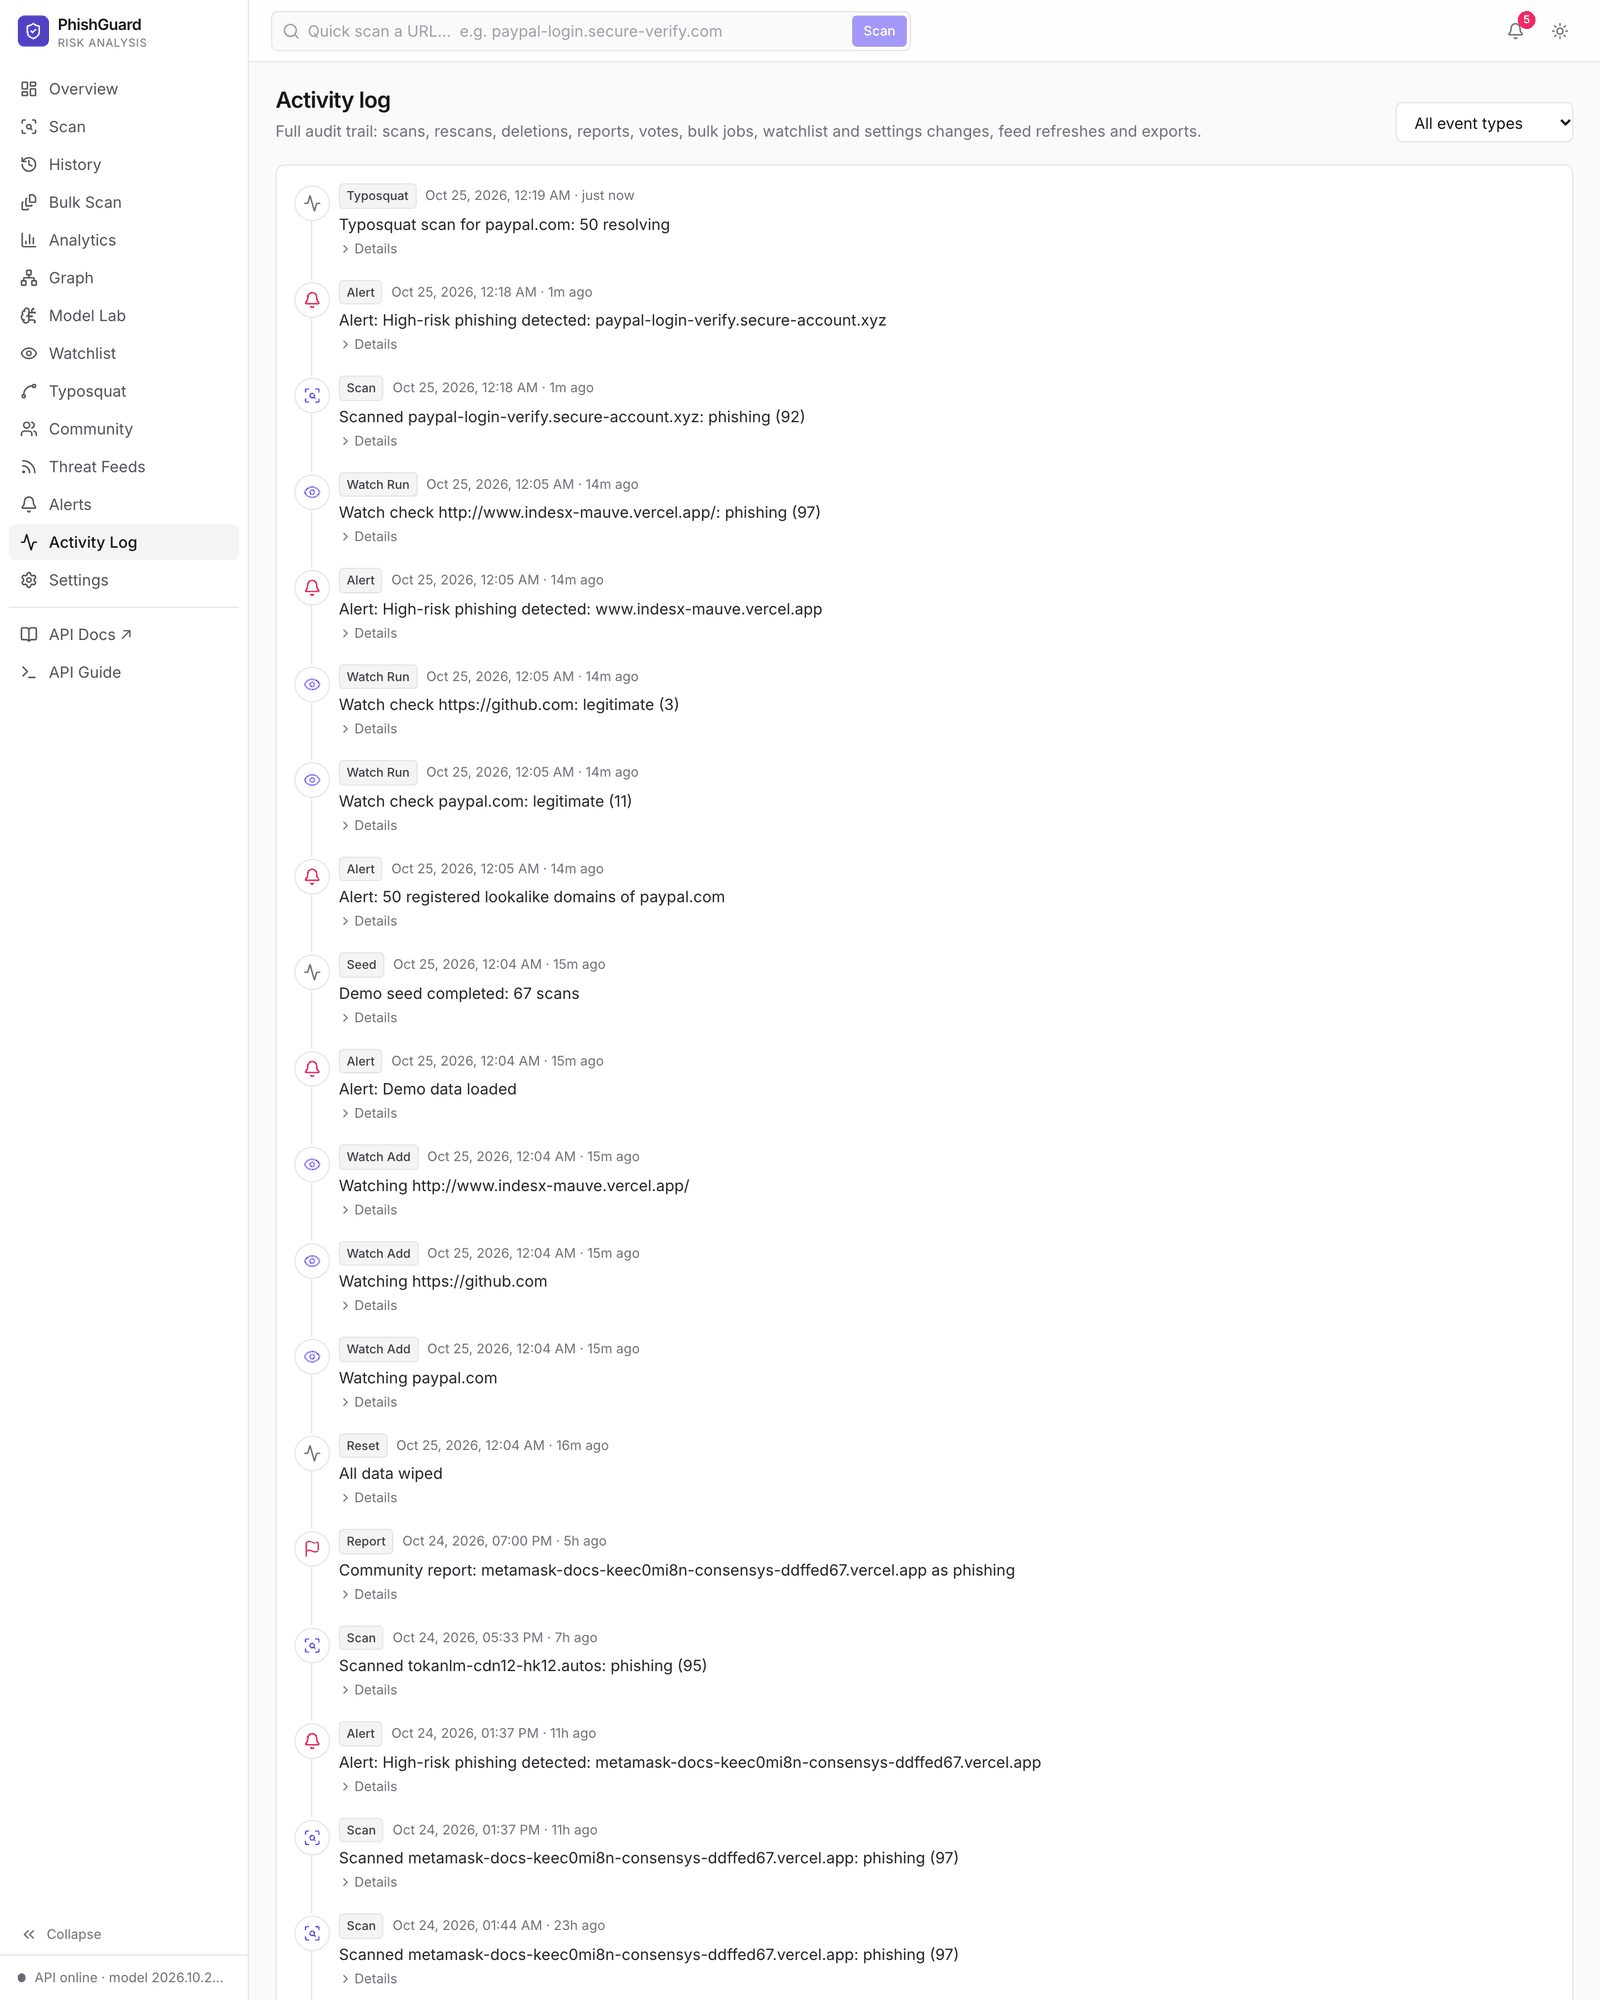 PhishGuard
RISK ANALYSIS
Quick scan a URL... e.g. paypal-login.secure-verify.com
Scan
5
Overview
Scan
History
Bulk Scan
Analytics
Graph
Model Lab
Watchlist
Typosquat
Community
Threat Feeds
Alerts
Activity Log
Settings
API Docs ↗
API Guide
Collapse
API online · model 2026.10.2...
Activity log
Full audit trail: scans, rescans, deletions, reports, votes, bulk jobs, watchlist and settings changes, feed refreshes and exports.
All event types
Typosquat Oct 25, 2026, 12:19 AM · just now
Typosquat scan for paypal.com: 50 resolving
Details
Alert Oct 25, 2026, 12:18 AM · 1m ago
Alert: High-risk phishing detected: paypal-login-verify.secure-account.xyz
Details
Scan Oct 25, 2026, 12:18 AM · 1m ago
Scanned paypal-login-verify.secure-account.xyz: phishing (92)
Details
Watch Run Oct 25, 2026, 12:05 AM · 14m ago
Watch check http://www.indesx-mauve.vercel.app/: phishing (97)
Details
Alert Oct 25, 2026, 12:05 AM · 14m ago
Alert: High-risk phishing detected: www.indesx-mauve.vercel.app
Details
Watch Run Oct 25, 2026, 12:05 AM · 14m ago
Watch check https://github.com: legitimate (3)
Details
Watch Run Oct 25, 2026, 12:05 AM · 14m ago
Watch check paypal.com: legitimate (11)
Details
Alert Oct 25, 2026, 12:05 AM · 14m ago
Alert: 50 registered lookalike domains of paypal.com
Details
Seed Oct 25, 2026, 12:04 AM · 15m ago
Demo seed completed: 67 scans
Details
Alert Oct 25, 2026, 12:04 AM · 15m ago
Alert: Demo data loaded
Details
Watch Add Oct 25, 2026, 12:04 AM · 15m ago
Watching http://www.indesx-mauve.vercel.app/
Details
Watch Add Oct 25, 2026, 12:04 AM · 15m ago
Watching https://github.com
Details
Watch Add Oct 25, 2026, 12:04 AM · 15m ago
Watching paypal.com
Details
Reset Oct 25, 2026, 12:04 AM · 16m ago
All data wiped
Details
Report Oct 24, 2026, 07:00 PM · 5h ago
Community report: metamask-docs-keec0mi8n-consensys-ddffed67.vercel.app as phishing
Details
Scan Oct 24, 2026, 05:33 PM · 7h ago
Scanned tokanlm-cdn12-hk12.autos: phishing (95)
Details
Alert Oct 24, 2026, 01:37 PM · 11h ago
Alert: High-risk phishing detected: metamask-docs-keec0mi8n-consensys-ddffed67.vercel.app
Details
Scan Oct 24, 2026, 01:37 PM · 11h ago
Scanned metamask-docs-keec0mi8n-consensys-ddffed67.vercel.app: phishing (97)
Details
Scan Oct 24, 2026, 01:44 AM · 23h ago
Scanned metamask-docs-keec0mi8n-consensys-ddffed67.vercel.app: phishing (97)
Details